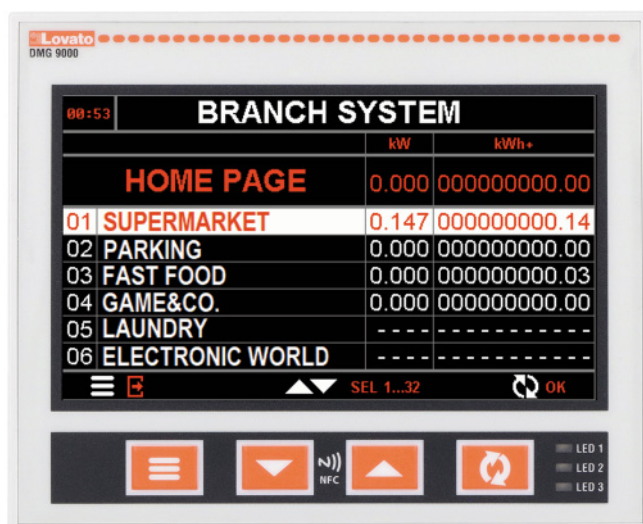 Lovato
DMG 9000
00:53 BRANCH SYSTEM
kW kWh+
HOME PAGE 0.000 000000000.00
01 SUPERMARKET 0.147 000000000.14
02 PARKING 0.000 000000000.00
03 FAST FOOD 0.000 000000000.03
04 GAME&CO. 0.000 000000000.00
05 LAUNDRY ---- ------------
06 ELECTRONIC WORLD ---- ------------
SEL 1...32 OK
NFC
LED 1
LED 2
LED 3